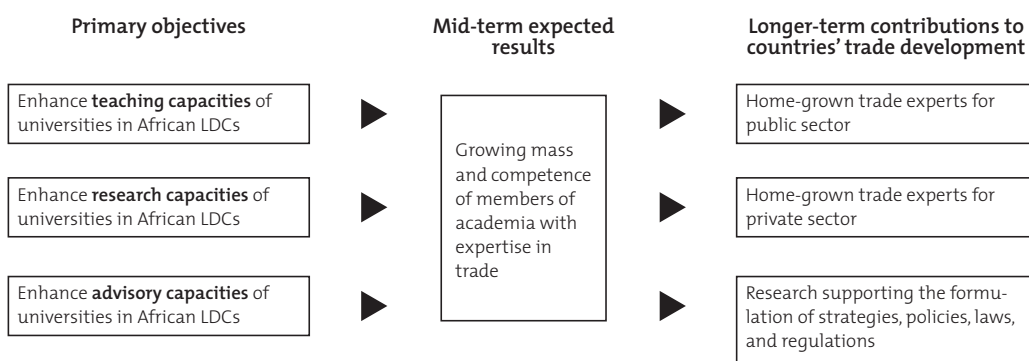 Primary objectives
Mid-term expected
results
Longer-term contributions to
countries’ trade development
Enhance teaching capacities of
universities in African LDCs
Enhance research capacities of
universities in African LDCs
Enhance advisory capacities of
universities in African LDCs
Growing mass
and competence
of members of
academia with
expertise in
trade
Home-grown trade experts for
public sector
Home-grown trade experts for
private sector
Research supporting the formu-
lation of strategies, policies, laws,
and regulations